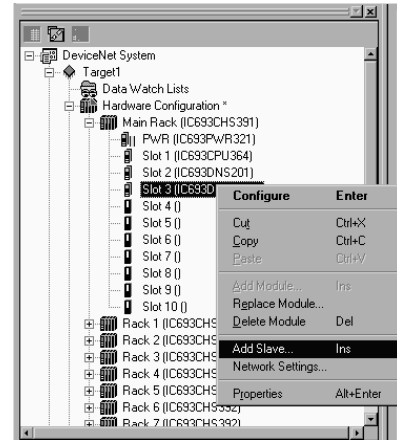 DeviceNet System
Target1
Data Watch Lists
Hardware Configuration *
Main Rack (IC693CHS391)
PWR (IC693PWR321)
Slot 1 (IC693CPU364)
Slot 2 (IC693DNS201)
Slot 3 (IC693D
Slot 4 ()
Slot 5 ()
Slot 6 ()
Slot 7 ()
Slot 8 ()
Slot 9 ()
Slot 10 ()
Rack 1 (IC693CHS
Rack 2 (IC693CHS
Rack 3 (IC693CHS
Rack 4 (IC693CHS
Rack 5 (IC693CHS
Rack 6 (IC693CHS392)
Rack 7 (IC693CHS392)
Configure Enter
Cut Ctrl+X
Copy Ctrl+C
Paste Ctrl+V
Add Module... Ins
Replace Module...
Delete Module Del
Add Slave... Ins
Network Settings...
Properties Alt+Enter